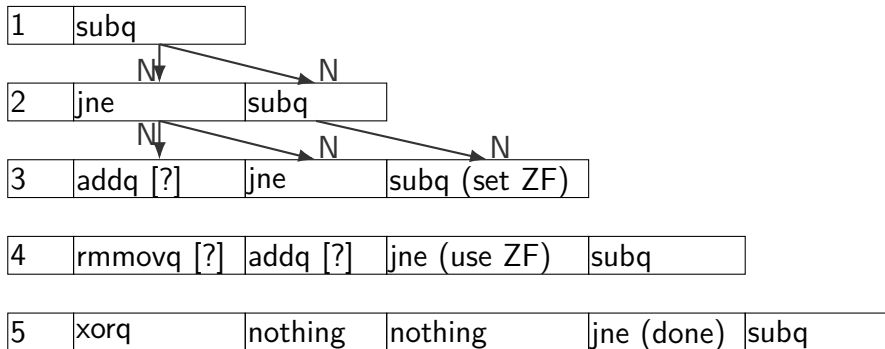 1 subq
N N
2 jne subq
N N N
3 addq [?] jne subq (set ZF)
4 rmmovq [?] addq [?] jne (use ZF) subq
5 xorq nothing nothing jne (done) subq